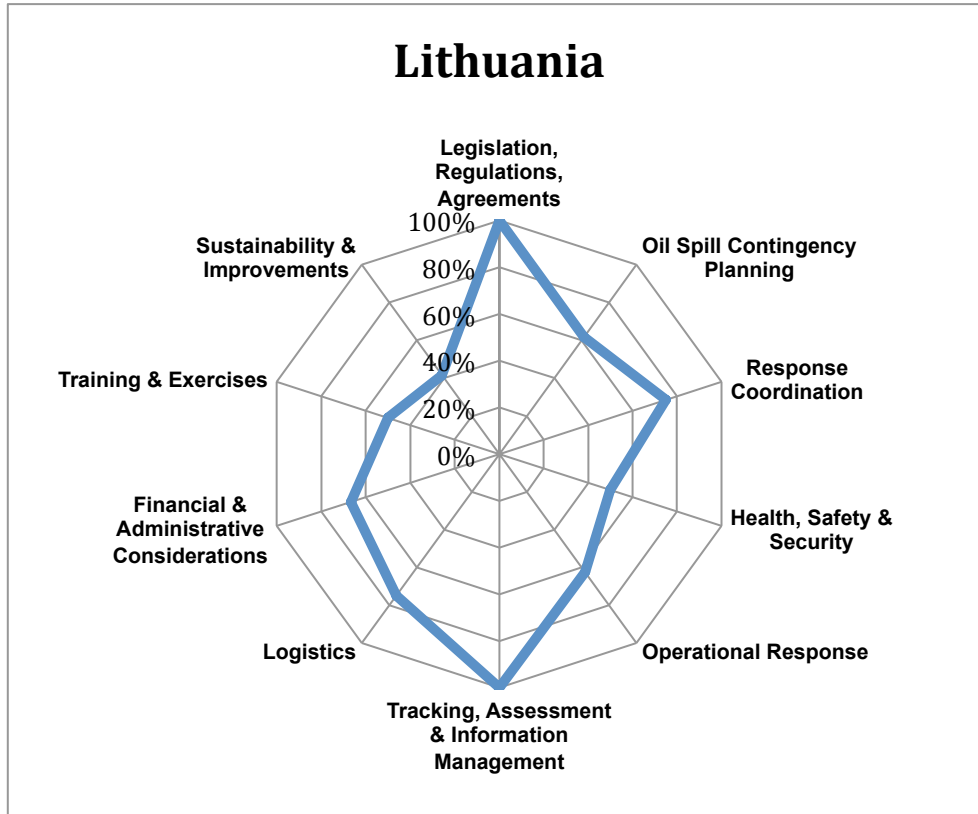 Lithuania
Legislation,
Regulations,
Agreements
100%
80%
60%
40%
20%
0%
Oil Spill Contingency
Planning
Response
Coordination
Health, Safety &
Security
Operational Response
Tracking, Assessment
& Information
Management
Logistics
Financial &
Administrative
Considerations
Training & Exercises
Sustainability &
Improvements